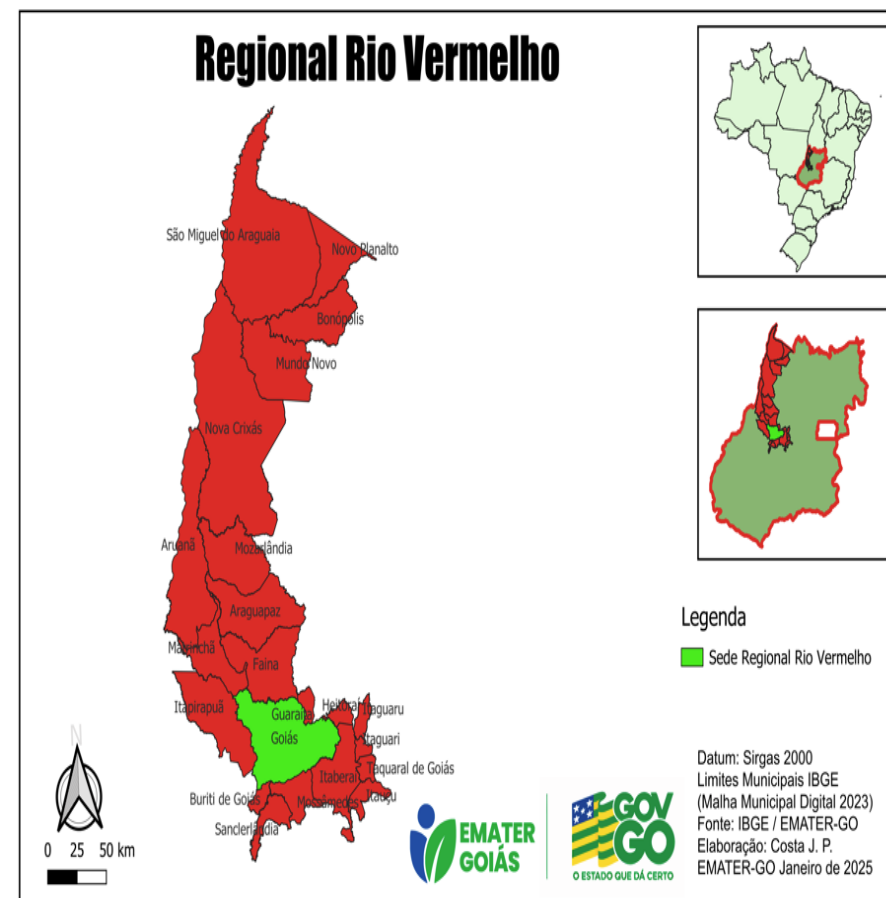 Regional Rio Vermelho
São Miguel do Araguaia
Novo Planalto
Bonópolis
Mundo Novo
Nova Crixás
Aruanã
Mozarlândia
Araguapaz
Matrinchã
Faina
Itapirapuã
Guaraíta
Heitoraí
Itaguaru
Goiás
Itaguari
Itaberaí
Taquaral de Goiás
Buriti de Goiás
Mossâmedes
Itauçu
Sanclerlândia
N
0 25 50 km
Legenda
Sede Regional Rio Vermelho
EMATER
GOIÁS
GOV
GO
O ESTADO QUE DÁ CERTO
Datum: Sirgas 2000
Limites Municipais IBGE
(Malha Municipal Digital 2023)
Fonte: IBGE / EMATER-GO
Elaboração: Costa J. P.
EMATER-GO Janeiro de 2025